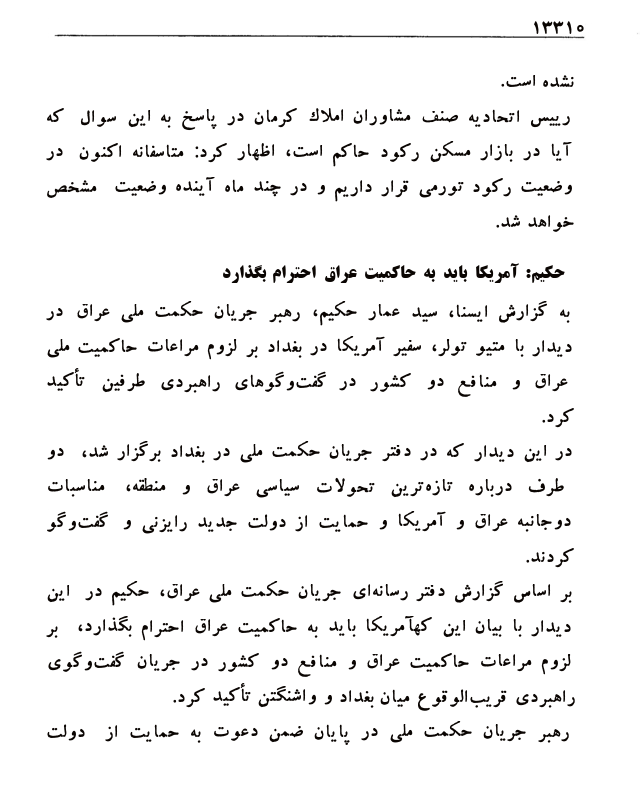 ۱۳۳۱۰
نشده است.
رییس اتحادیه صنف مشاوران املاك کرمان در پاسخ به این سوال که
آیا در بازار مسکن رکود حاکم است، اظهار کرد: متاسفانه اکنون در
وضعیت رکود تورمی قرار داریم و در چند ماه آینده وضعیت مشخص
خواهد شد.
حکیم: آمریکا باید به حاکمیت عراق احترام بگذارد
به گزارش ایسنا، سید عمار حکیم، رهبر جریان حکمت ملی عراق در
دیدار با متیو تولر، سفیر آمریکا در بغداد بر لزوم مراعات حاکمیت ملی
عراق و منافع دو کشور در گفت‌وگوهای راهبردی طرفین تأکید
کرد.
در این دیدار که در دفتر جریان حکمت ملی در بغداد برگزار شد، دو
طرف درباره تازه‌ترین تحولات سیاسی عراق و منطقه، مناسبات
دوجانبه عراق و آمریکا و حمایت از دولت جدید رایزنی و گفت‌وگو
کردند.
بر اساس گزارش دفتر رسانه‌ای جریان حکمت ملی عراق، حکیم در این
دیدار با بیان این کهآمریکا باید به حاکمیت عراق احترام بگذارد، بر
لزوم مراعات حاکمیت عراق و منافع دو کشور در جریان گفت‌وگوی
راهبردی قریب‌الوقوع میان بغداد و واشنگتن تأکید کرد.
رهبر جریان حکمت ملی در پایان ضمن دعوت به حمایت از دولت